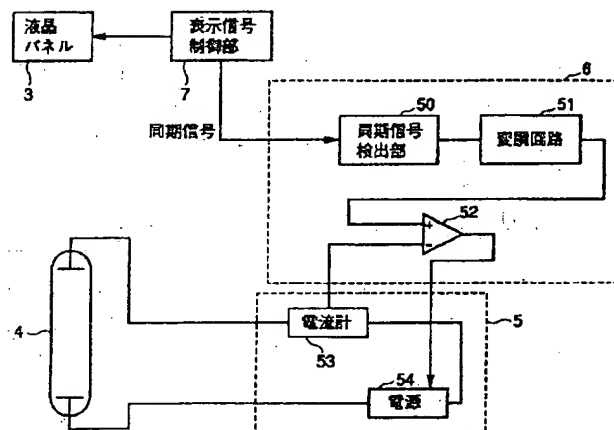 液晶
パネル
3
表示信号
制御部
7
同期信号
6
50
同期信号
検出部
51
変調回路
+
-
52
4
電流計
53
5
54
電源